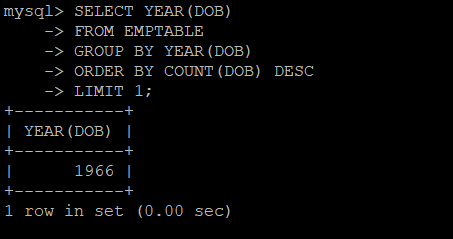 mysql> SELECT YEAR(DOB)
    -> FROM EMPTABLE
    -> GROUP BY YEAR(DOB)
    -> ORDER BY COUNT(DOB) DESC
    -> LIMIT 1;
+-----------+
| YEAR(DOB) |
+-----------+
|      1966 |
+-----------+
1 row in set (0.00 sec)